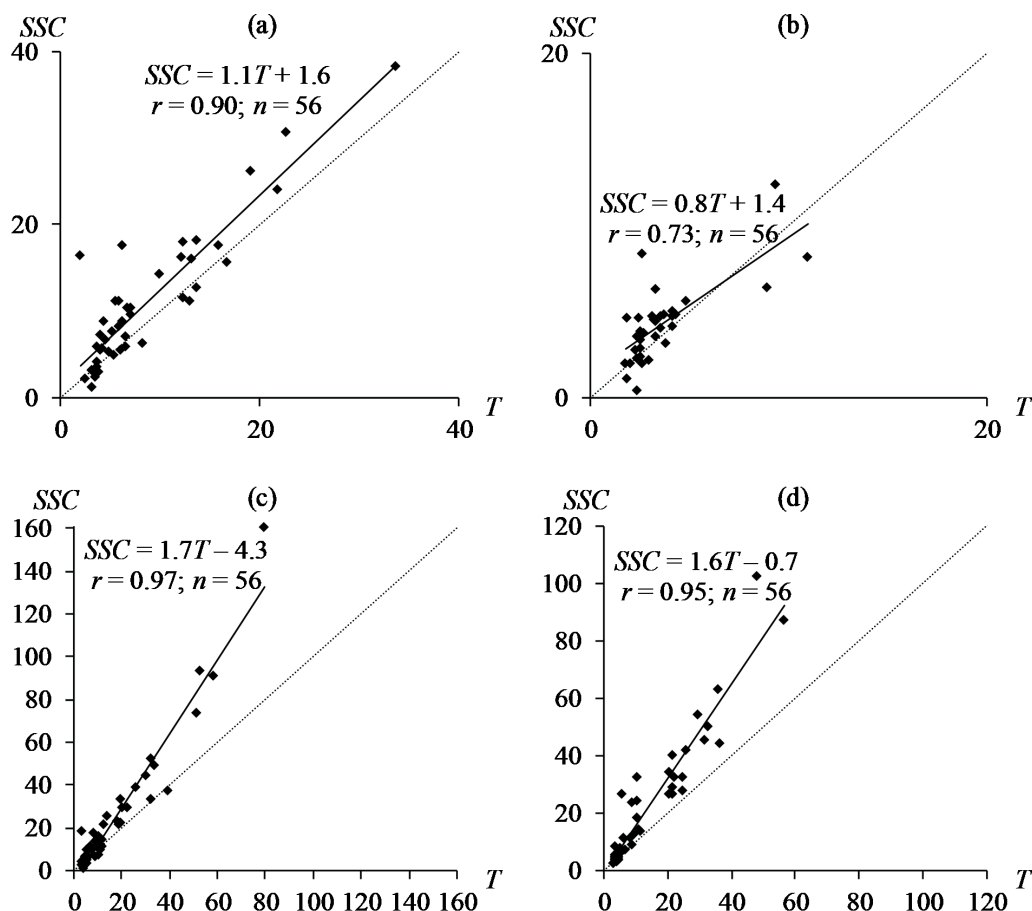 SSC (a)
40
SSC = 1.1T + 1.6
r = 0.90; n = 56
20
0
0 20 40 T
SSC (b)
20
SSC = 0.8T + 1.4
r = 0.73; n = 56
0
0 20 T
SSC (c)
160
SSC = 1.7T – 4.3
r = 0.97; n = 56
140
120
100
80
60
40
20
0
0 20 40 60 80 100 120 140 160 T
SSC (d)
120
SSC = 1.6T – 0.7
r = 0.95; n = 56
100
80
60
40
20
0
0 20 40 60 80 100 120 T